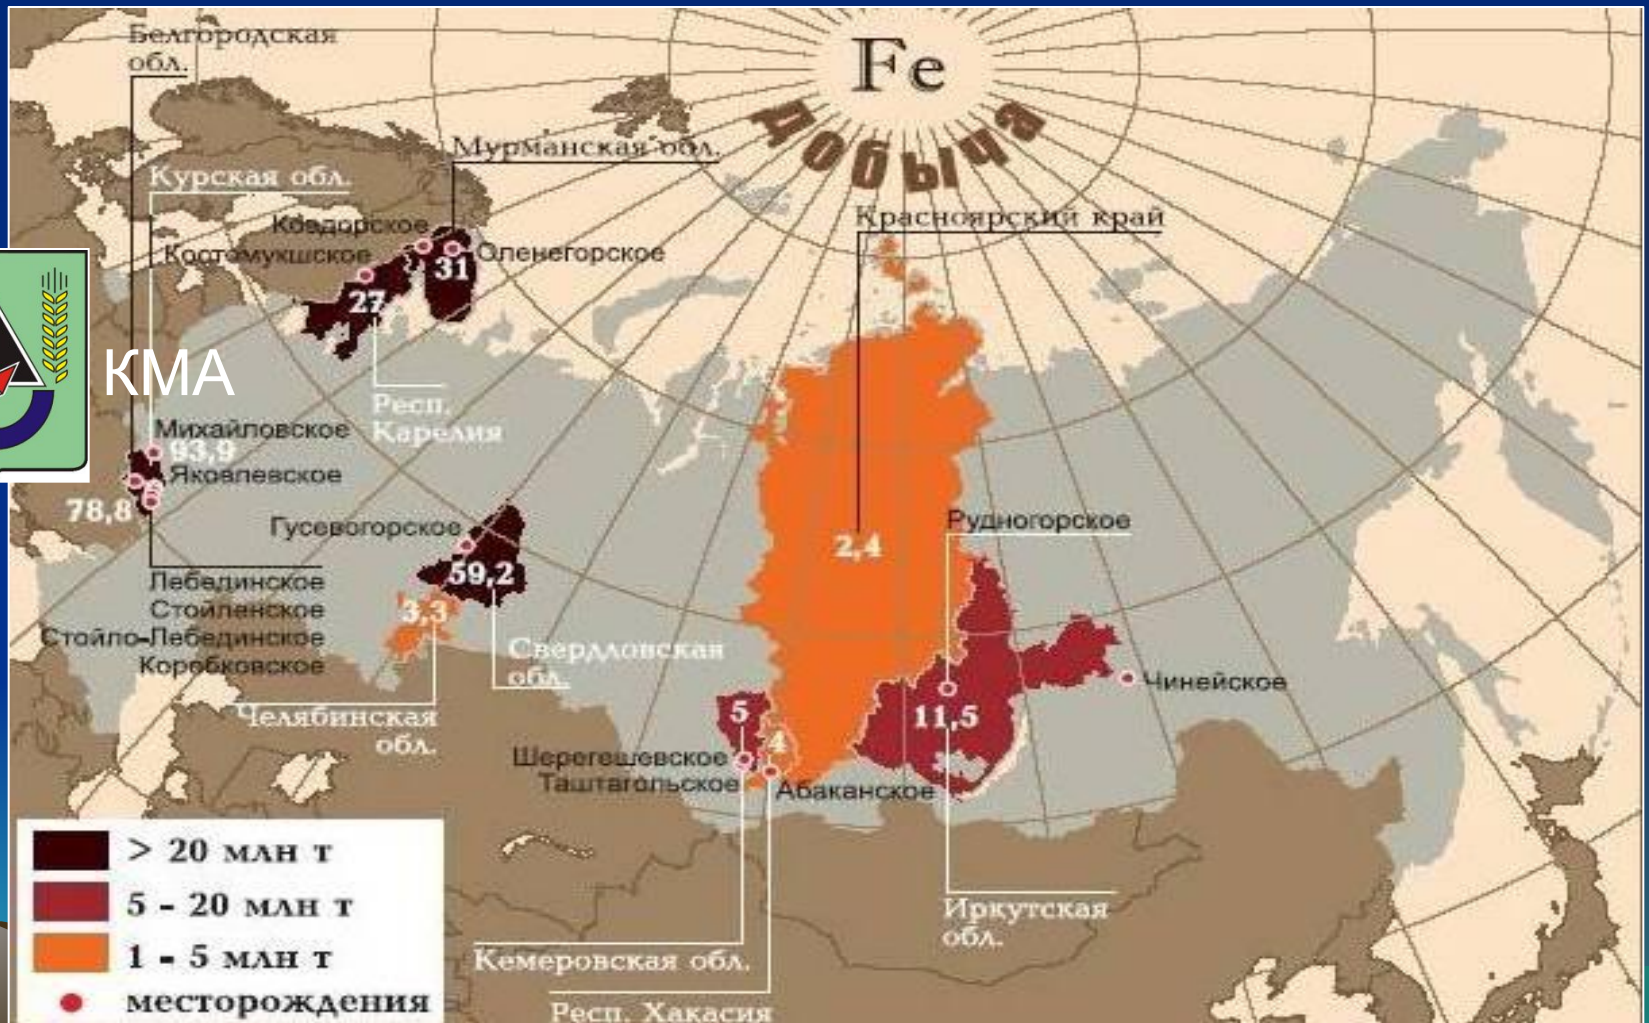 Fe
добыча
Белгородская
обл.
Мурманская обл.
Курская обл.
Красноярский край
Ковдорское
Костомукшское
Оленегорское
31
27
КМА
Респ.
Карелия
Михайловское
93,9
Яковлевское
78,8
Гусевогорское
Рудногорское
2,4
59,2
Лебединское
Стойленское
Стойло-Лебединское
Коробковское
3,3
Свердловская
обл.
Чинейское
Челябинская
обл.
5
11,5
4
Шерегешевское
Таштагольское
Абаканское
> 20 млн т
5 - 20 млн т
1 - 5 млн т
месторождения
Иркутская
обл.
Кемеровская обл.
Респ. Хакасия